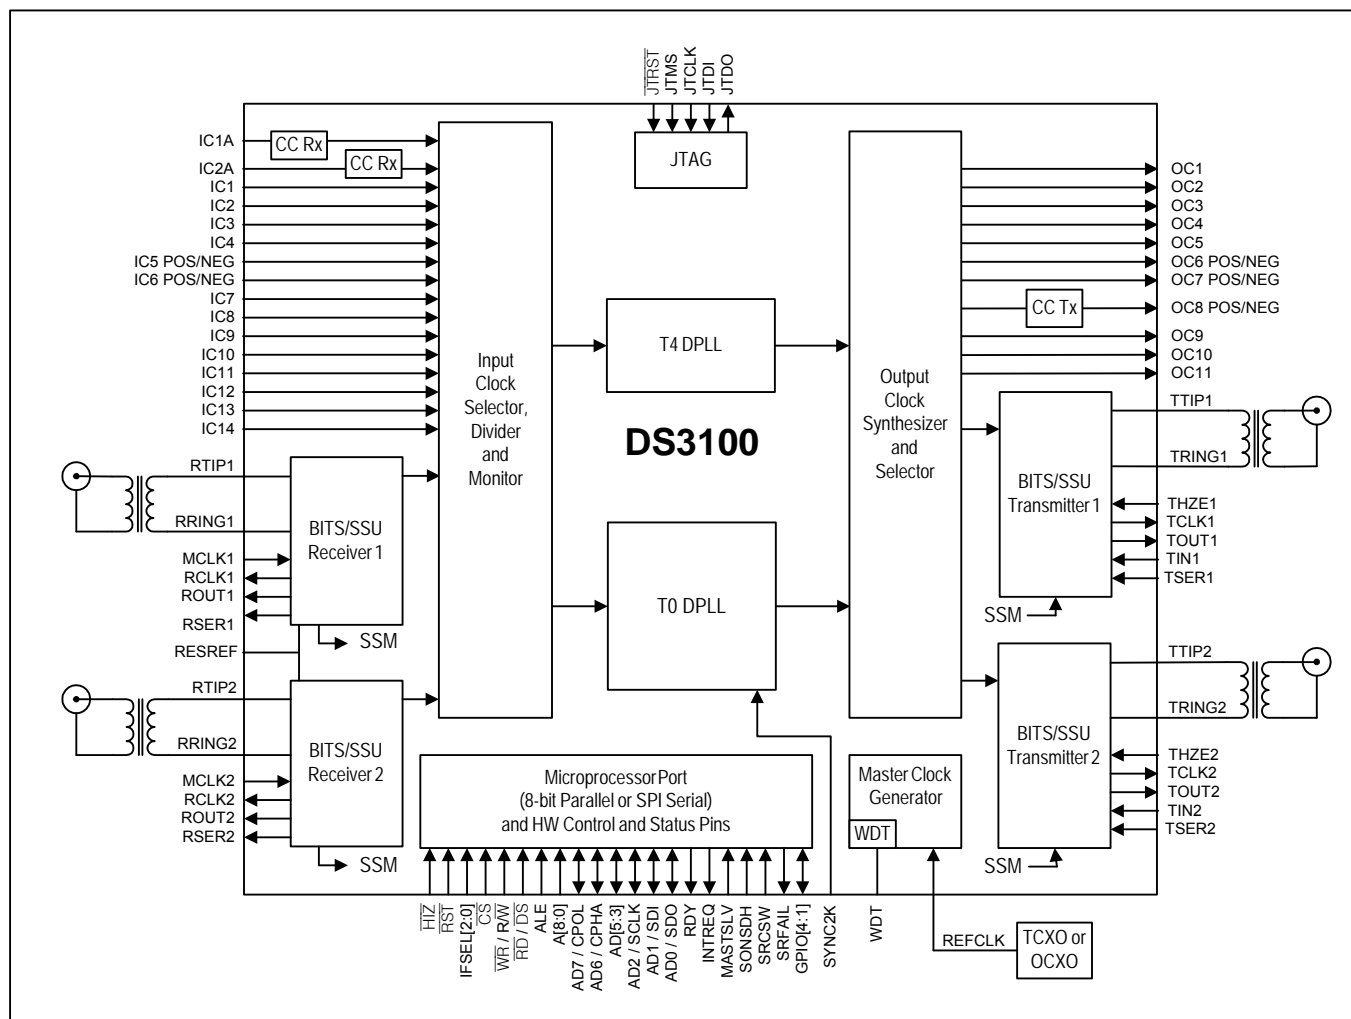 JTRST
JTMS
JTCLK
JTDI
JTDO
JTAG
IC1A
CC Rx
IC2A
CC Rx
IC1
IC2
IC3
IC4
IC5 POS/NEG
IC6 POS/NEG
IC7
IC8
IC9
IC10
IC11
IC12
IC13
IC14
Input
Clock
Selector,
Divider
and
Monitor
T4 DPLL
DS3100
T0 DPLL
Output
Clock
Synthesizer
and
Selector
OC1
OC2
OC3
OC4
OC5
OC6 POS/NEG
OC7 POS/NEG
CC Tx
OC8 POS/NEG
OC9
OC10
OC11
RTIP1
RRING1
BITS/SSU
Receiver 1
MCLK1
RCLK1
ROUT1
RSER1
SSM
RESREF
RTIP2
RRING2
BITS/SSU
Receiver 2
MCLK2
RCLK2
ROUT2
RSER2
SSM
TTIP1
TRING1
BITS/SSU
Transmitter 1
THZE1
TCLK1
TOUT1
TIN1
TSER1
SSM
TTIP2
TRING2
BITS/SSU
Transmitter 2
THZE2
TCLK2
TOUT2
TIN2
TSER2
SSM
Microprocessor Port
(8-bit Parallel or SPI Serial)
and HW Control and Status Pins
Master Clock
Generator
WDT
HIZ
RST
IFSEL[2:0]
CS
WR / R/W
RD / DS
ALE
A[8:0]
AD7 / CPOL
AD6 / CPHA
AD[5:3]
AD2 / SCLK
AD1 / SDI
AD0 / SDO
RDY
INTREQ
MASTSLV
SONSDH
SRCSW
SRFAIL
GPIO[4:1]
SYNC2K
WDT
REFCLK
TCXO or
OCXO